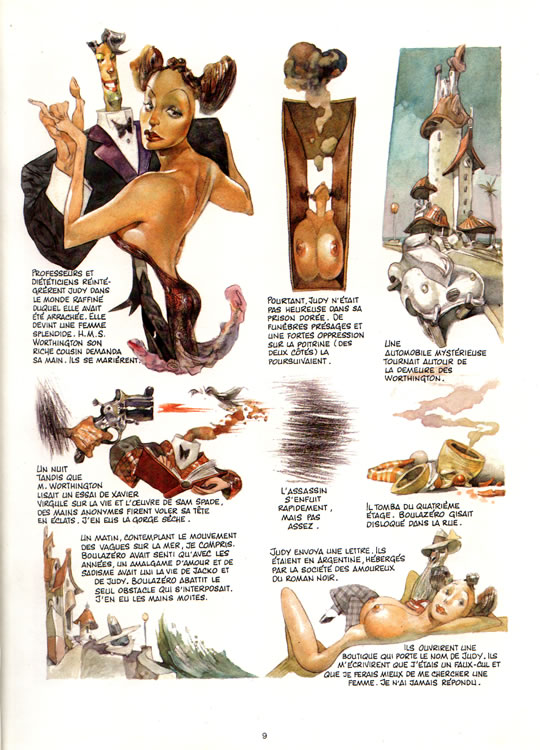 PROFESSEURS ET
DIÉTÉTICIENS RÉINTÉ-
GRÈRENT JUDY DANS
LE MONDE RAFFINÉ
DUQUEL ELLE AVAIT
ÉTÉ ARRACHÉE. ELLE
DEVINT UNE FEMME
SPLENDIDE. H.M.S.
WORTHINGTON SON
RICHE COUSIN DEMANDA
SA MAIN. ILS SE MARIÈRENT.
POURTANT, JUDY N'ÉTAIT
PAS HEUREUSE DANS SA
PRISON DORÉE. DE
FUNÈBRES PRÉSAGES ET
UNE FORTES OPPRESSION
SUR LA POITRINE (DES
DEUX CÔTÉS) LA
POURSUIVAIENT.
UNE
AUTOMOBILE MYSTÉRIEUSE
TOURNAIT AUTOUR DE
LA DEMEURE DES
WORTHINGTON.
UN NUIT
TANDIS QUE
M. WORTHINGTON
LISAIT UN ESSAI DE XAVIER
VIRGULE SUR LA VIE ET L'ŒUVRE DE SAM SPADE,
DES MAINS ANONYMES FIRENT VOLER SA TÊTE
EN ÉCLATS. J'EN EUS LA GORGE SÈCHE.
L'ASSASSIN
S'ENFUIT
RAPIDEMENT,
MAIS PAS
ASSEZ.
IL TOMBA DU QUATRIÈME
ÉTAGE. BOULAZÉRO GISAIT
DISLOQUÉ DANS LA RUE.
UN MATIN, CONTEMPLANT LE MOUVEMENT
DES VAGUES SUR LA MER, JE COMPRIS.
BOULAZÉRO AVAIT SENTI QU'AVEC LES
ANNÉES, UN AMALGAME D'AMOUR ET DE
SADISME AVAIT UNI LA VIE DE JACKO ET
DE JUDY. BOULAZÉRO ABATTIT LE
SEUL OBSTACLE QUI S'INTERPOSAIT.
J'EN EU LES MAINS MOITES.
JUDY ENVOYA UNE LETTRE. ILS
ÉTAIENT EN ARGENTINE, HÉBERGÉS
PAR LA SOCIÉTÉ DES AMOUREUX
DU ROMAN NOIR.
ILS OUVRIRENT UNE
BOUTIQUE QUI PORTE LE NOM DE JUDY. ILS
M'ÉCRIVIRENT QUE J'ÉTAIS UN FAUX-CUL ET
QUE JE FERAIS MIEUX DE ME CHERCHER UNE
FEMME. JE N'AI JAMAIS RÉPONDU.
9